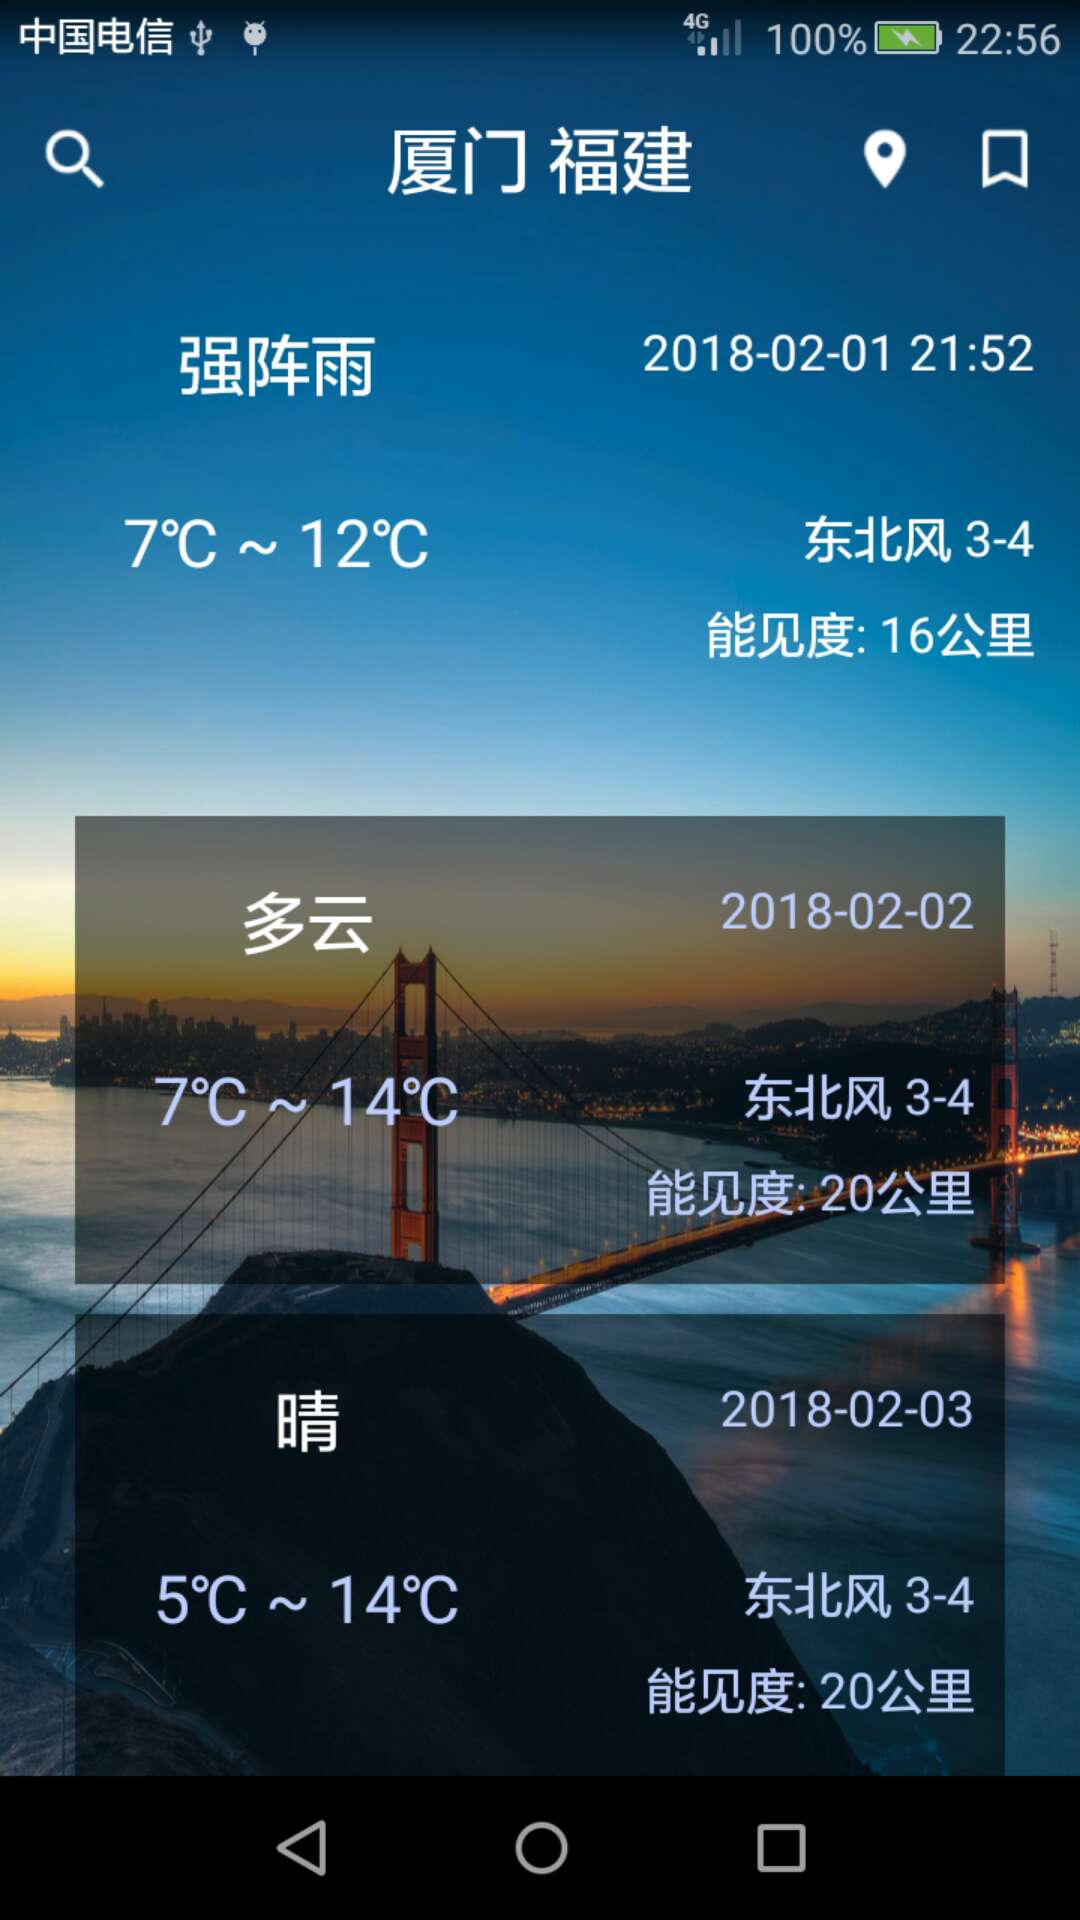 中国电信 4G 100% 22:56
厦门 福建
强阵雨 2018-02-01 21:52
7℃ ~ 12℃ 东北风 3-4
能见度: 16公里
多云 2018-02-02
7℃ ~ 14℃ 东北风 3-4
能见度: 20公里
晴 2018-02-03
5℃ ~ 14℃ 东北风 3-4
能见度: 20公里